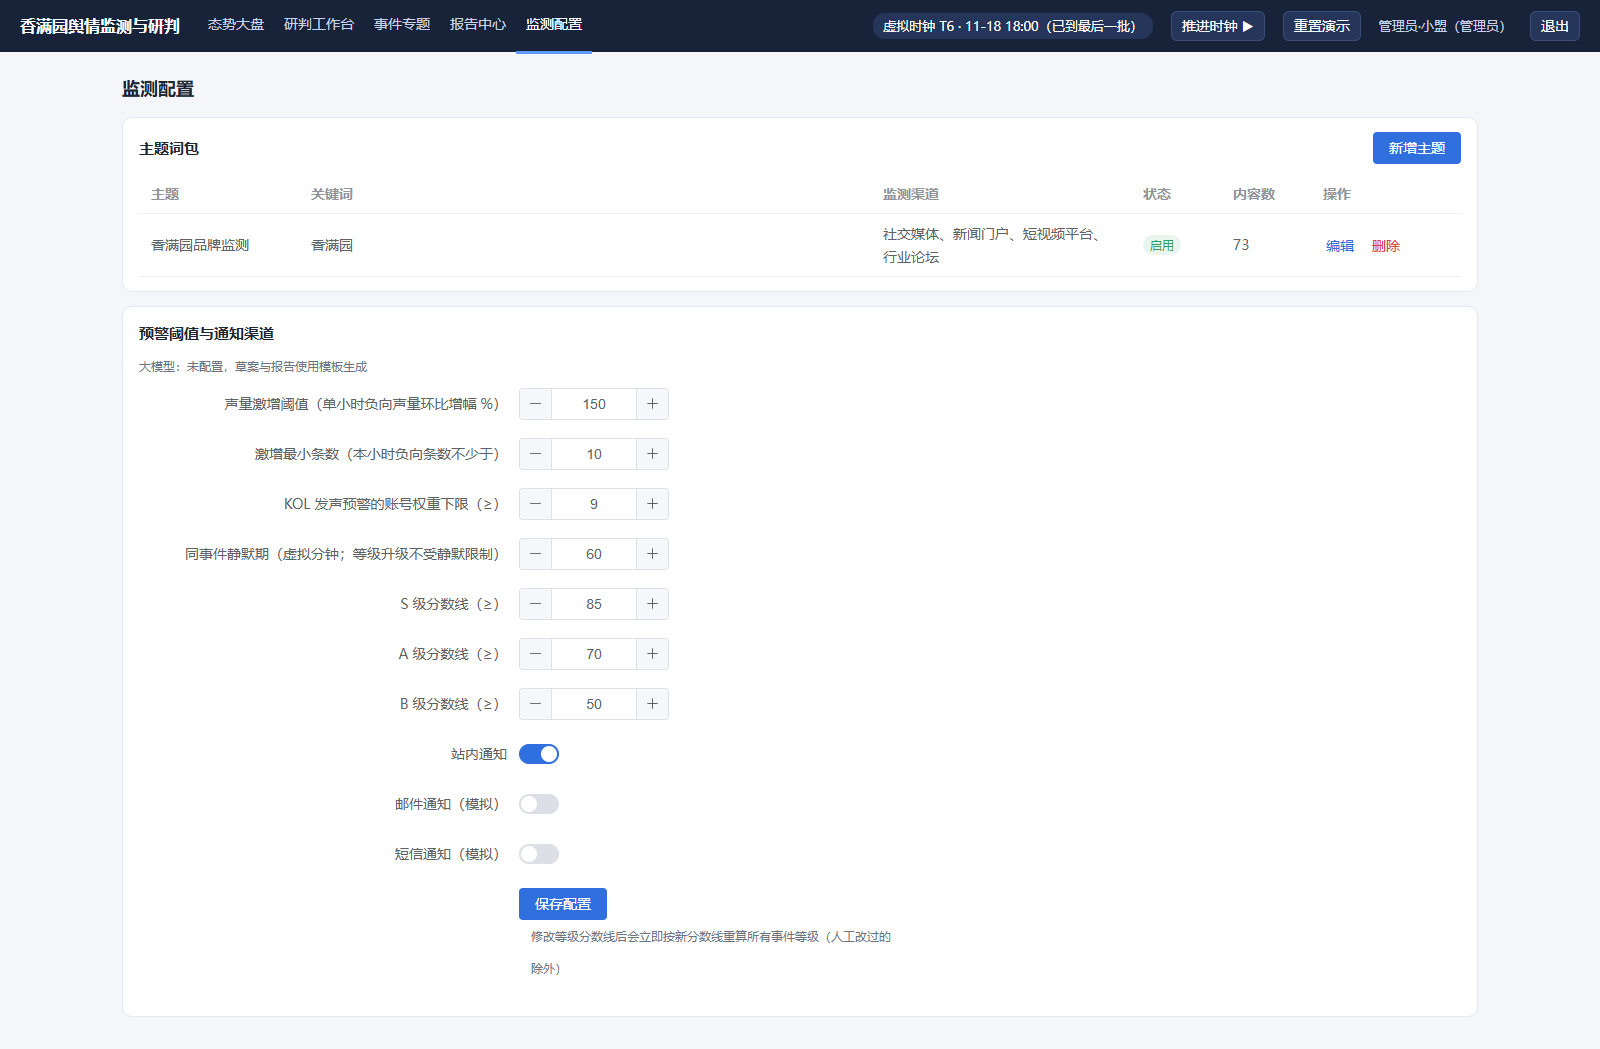 香满园舆情监测与研判 态势大盘 研判工作台 事件专题 报告中心 监测配置 虚拟时钟 T6 · 11-18 18:00（已到最后一批） 推进时钟 ▶ 重置演示 管理员·小盟（管理员） 退出
监测配置
主题词包 新增主题
主题 关键词 监测渠道 状态 内容数 操作
香满园品牌监测 香满园 社交媒体、新闻门户、短视频平台、 启用 73 编辑 删除
行业论坛
预警阈值与通知渠道
大模型：未配置，草案与报告使用模板生成
声量激增阈值（单小时负向声量环比增幅 %） 150
激增最小条数（本小时负向条数不少于） 10
KOL 发声预警的账号权重下限（≥） 9
同事件静默期（虚拟分钟；等级升级不受静默限制） 60
S 级分数线（≥） 85
A 级分数线（≥） 70
B 级分数线（≥） 50
站内通知
邮件通知（模拟）
短信通知（模拟）
保存配置
修改等级分数线后会立即按新分数线重算所有事件等级（人工改过的
除外）